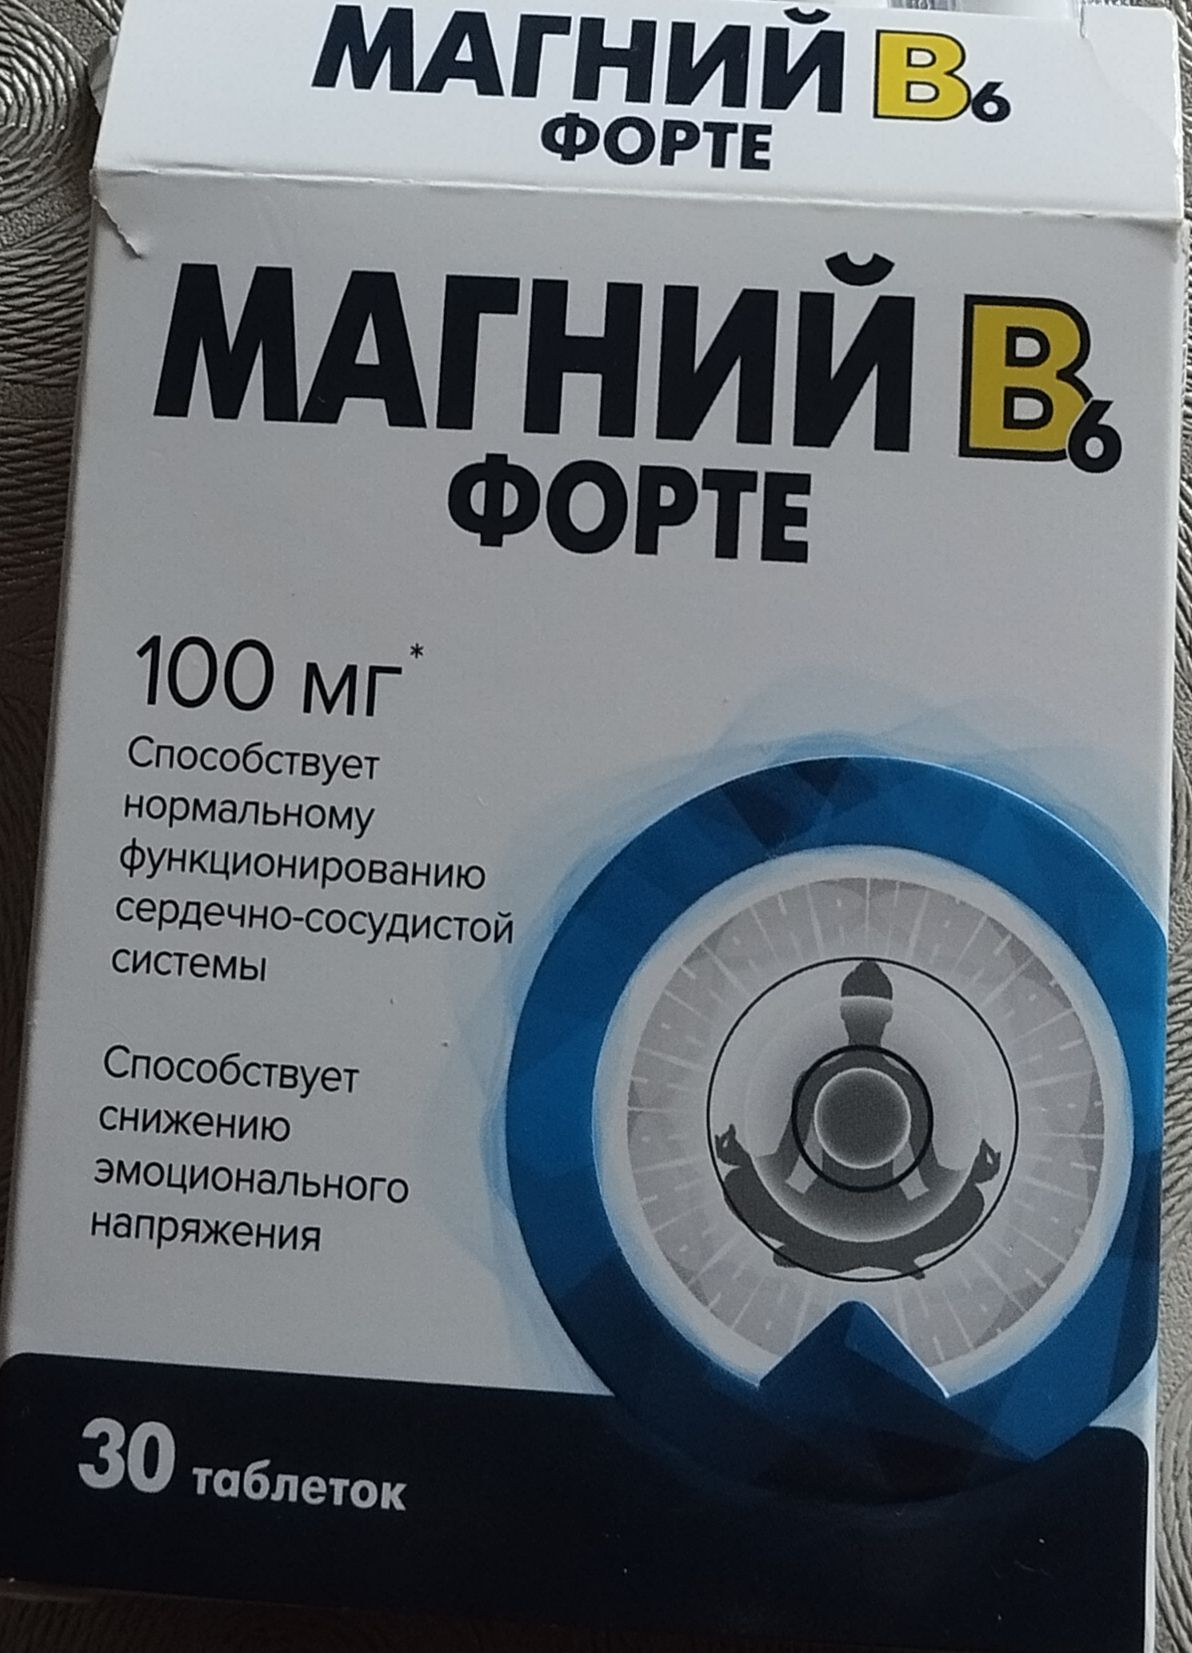 МАГНИЙ B6
ФОРТЕ
МАГНИЙ B6
ФОРТЕ
100 мг*
Способствует
нормальному
функционированию
сердечно-сосудистой
системы
Способствует
снижению
эмоционального
напряжения
30 таблеток